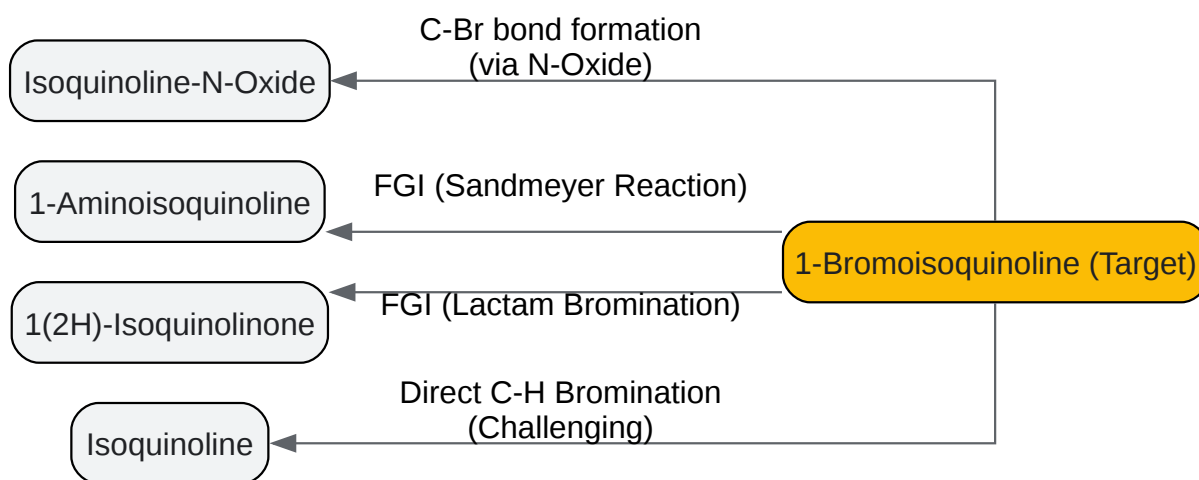 C-Br bond formation
(via N-Oxide)
Isoquinoline-N-Oxide
FGI (Sandmeyer Reaction)
1-Aminoisoquinoline
1-Bromoisoquinoline (Target)
FGI (Lactam Bromination)
1(2H)-Isoquinolinone
Direct C-H Bromination
(Challenging)
Isoquinoline